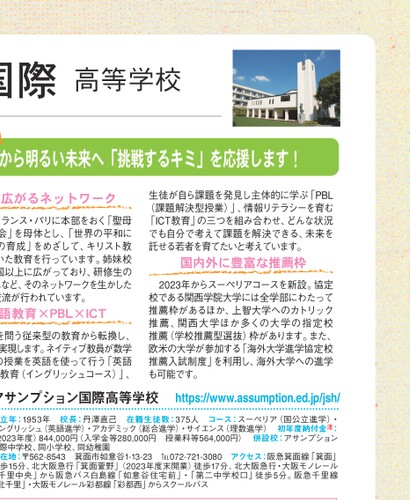 国際 高等学校
から明るい未来へ「挑戦するキミ」を応援します！
広がるネットワーク
ランス・パリに本部をおく「聖母
会」を母体とし、「世界の平和に
の育成」をめざして、キリスト教
いた教育を行っています。姉妹校
国以上に広がっており、研修生の
など、そのネットワークを生かした
交流が行われています。
語教育×PBL×ICT
を問う従来型の教育から転換し、
実現します。ネイティブ教員が数学
の授業を英語を使って行う「英語
教育（イングリッシュコース）」、
生徒が自ら課題を発見し主体的に学ぶ「PBL
（課題解決型授業）」、情報リテラシーを育む
「ICT教育」の三つを組み合わせ、どんな状況
でも自分で考えて課題を解決できる、未来を
託せる若者を育てたいと考えています。
国内外に豊富な推薦枠
2023年からスーペリアコースを新設。協定
校である関西学院大学には全学部にわたって
推薦枠があるほか、上智大学へのカトリック
推薦、関西大学ほか多くの大学の指定校
推薦（学校推薦型選抜）枠があります。また、
欧米の大学が参加する「海外大学進学協定校
推薦入試制度」を利用し、海外大学への進学
も可能です。
アサンプション国際高等学校 https://www.assumption.ed.jp/jsh/
立年：1953年 校長：丹澤直己 在籍生徒数：375人 コース：スーペリア（国公立進学）・
ッシュ（英語進学）・アカデミック（総合進学）・サイエンス（理数進学） 初年度納付金注：
2023年度）844,000円（入学金等280,000円 授業料等564,000円） 併設校：アサンプション
際中学校、同小学校、同幼稚園
在地：〒562-8543 箕面市如意谷1-13-23 TEL072-721-3080 アクセス：阪急箕面線「箕面」
歩15分、北大阪急行「箕面萱野」（2023年度末開業）徒歩17分、北大阪急行・大阪モノレール
千里中央」から阪急バス白島線「如意谷住宅前」・「第二中学校口」徒歩5分。阪急千里線
北千里」・大阪モノレール彩都線「彩都西」からスクールバス